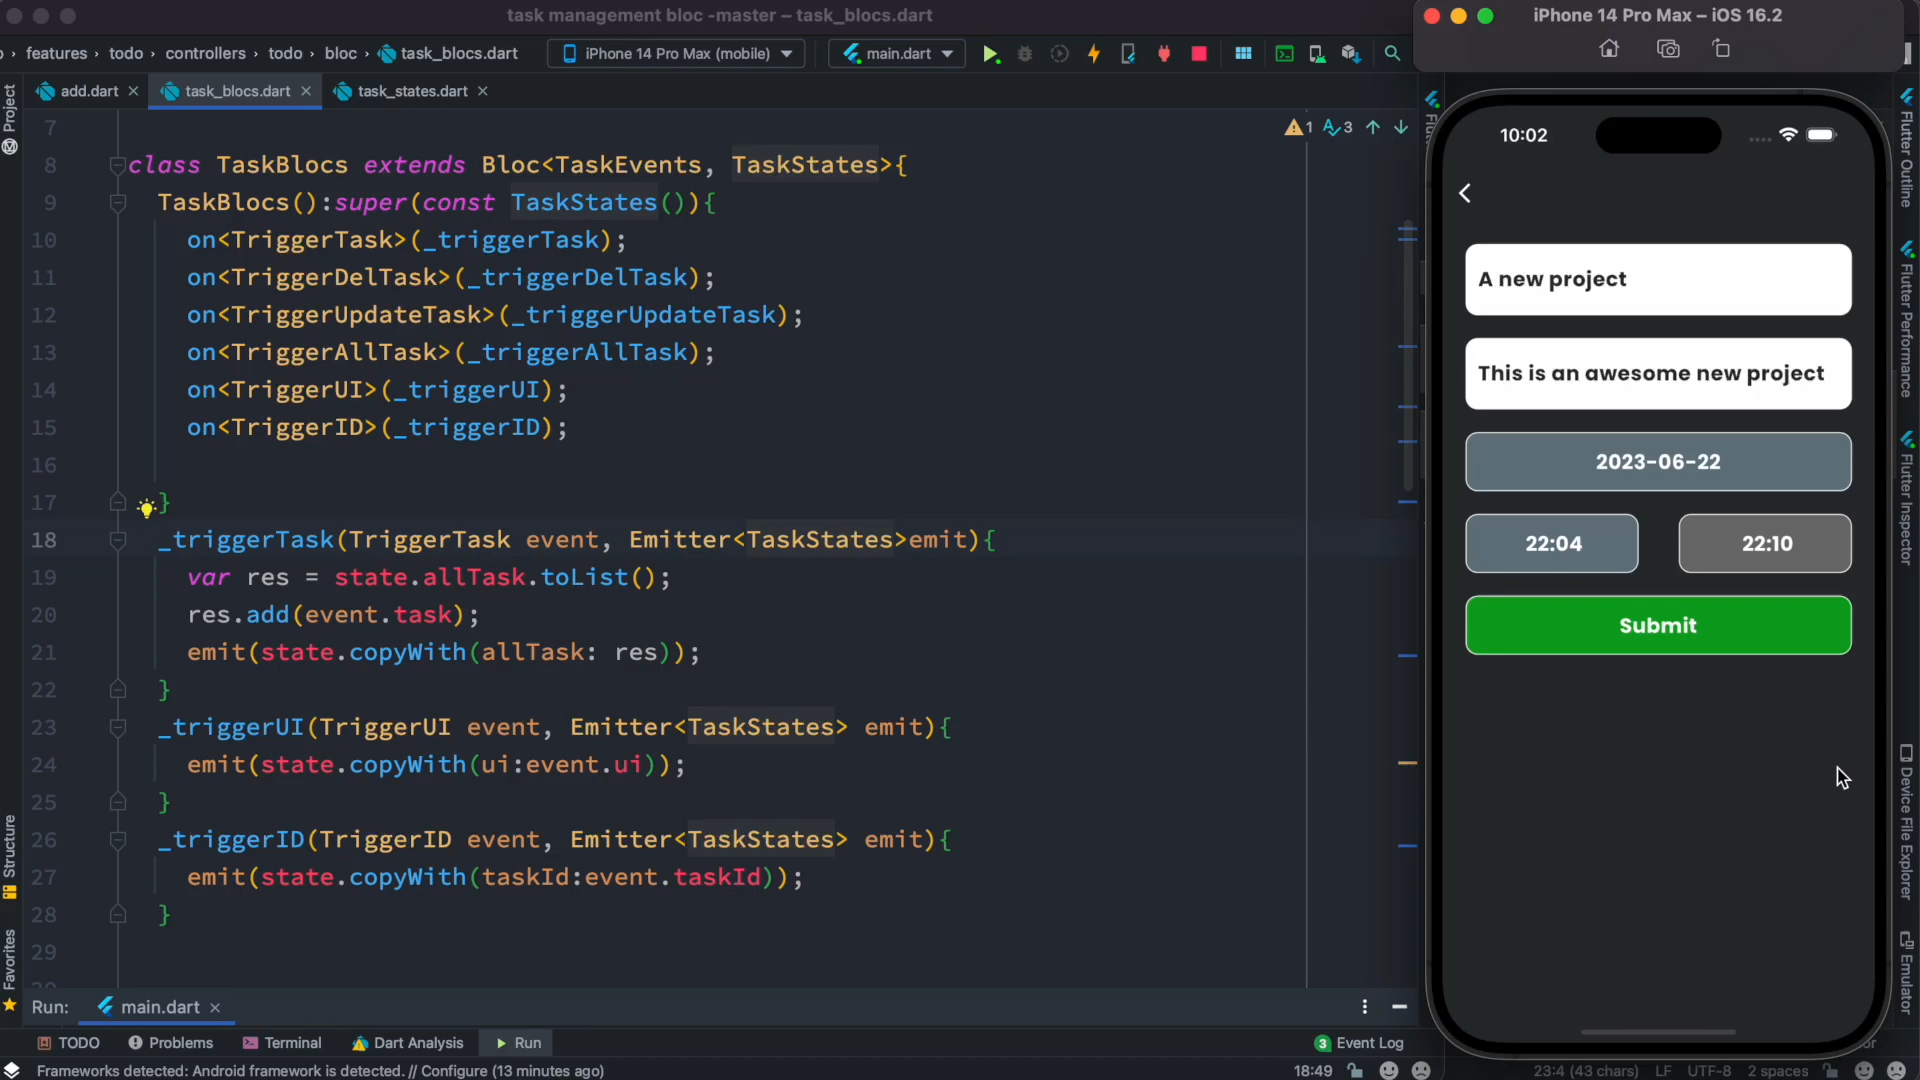 task management bloc -master – task_blocs.dart
features › todo › controllers › todo › bloc › task_blocs.dart
iPhone 14 Pro Max (mobile)
main.dart
add.dart
task_blocs.dart
task_states.dart
1 3
7
8 class TaskBlocs extends Bloc<TaskEvents, TaskStates>{
9 TaskBlocs():super(const TaskStates()){
10 on<TriggerTask>(_triggerTask);
11 on<TriggerDelTask>(_triggerDelTask);
12 on<TriggerUpdateTask>(_triggerUpdateTask);
13 on<TriggerAllTask>(_triggerAllTask);
14 on<TriggerUI>(_triggerUI);
15 on<TriggerID>(_triggerID);
16
17 }
18 _triggerTask(TriggerTask event, Emitter<TaskStates>emit){
19 var res = state.allTask.toList();
20 res.add(event.task);
21 emit(state.copyWith(allTask: res));
22 }
23 _triggerUI(TriggerUI event, Emitter<TaskStates> emit){
24 emit(state.copyWith(ui:event.ui));
25 }
26 _triggerID(TriggerID event, Emitter<TaskStates> emit){
27 emit(state.copyWith(taskId:event.taskId));
28 }
29
Project
Structure
Favorites
Run: main.dart
TODO
Problems
Terminal
Dart Analysis
Run
3 Event Log
Frameworks detected: Android framework is detected. // Configure (13 minutes ago)
18:49
23:4 (43 chars)
LF
UTF-8
2 spaces
iPhone 14 Pro Max – iOS 16.2
10:02
A new project
This is an awesome new project
2023-06-22
22:04
22:10
Submit
Flutter Outline
Flutter Performance
Flutter Inspector
Device File Explorer
Emulator